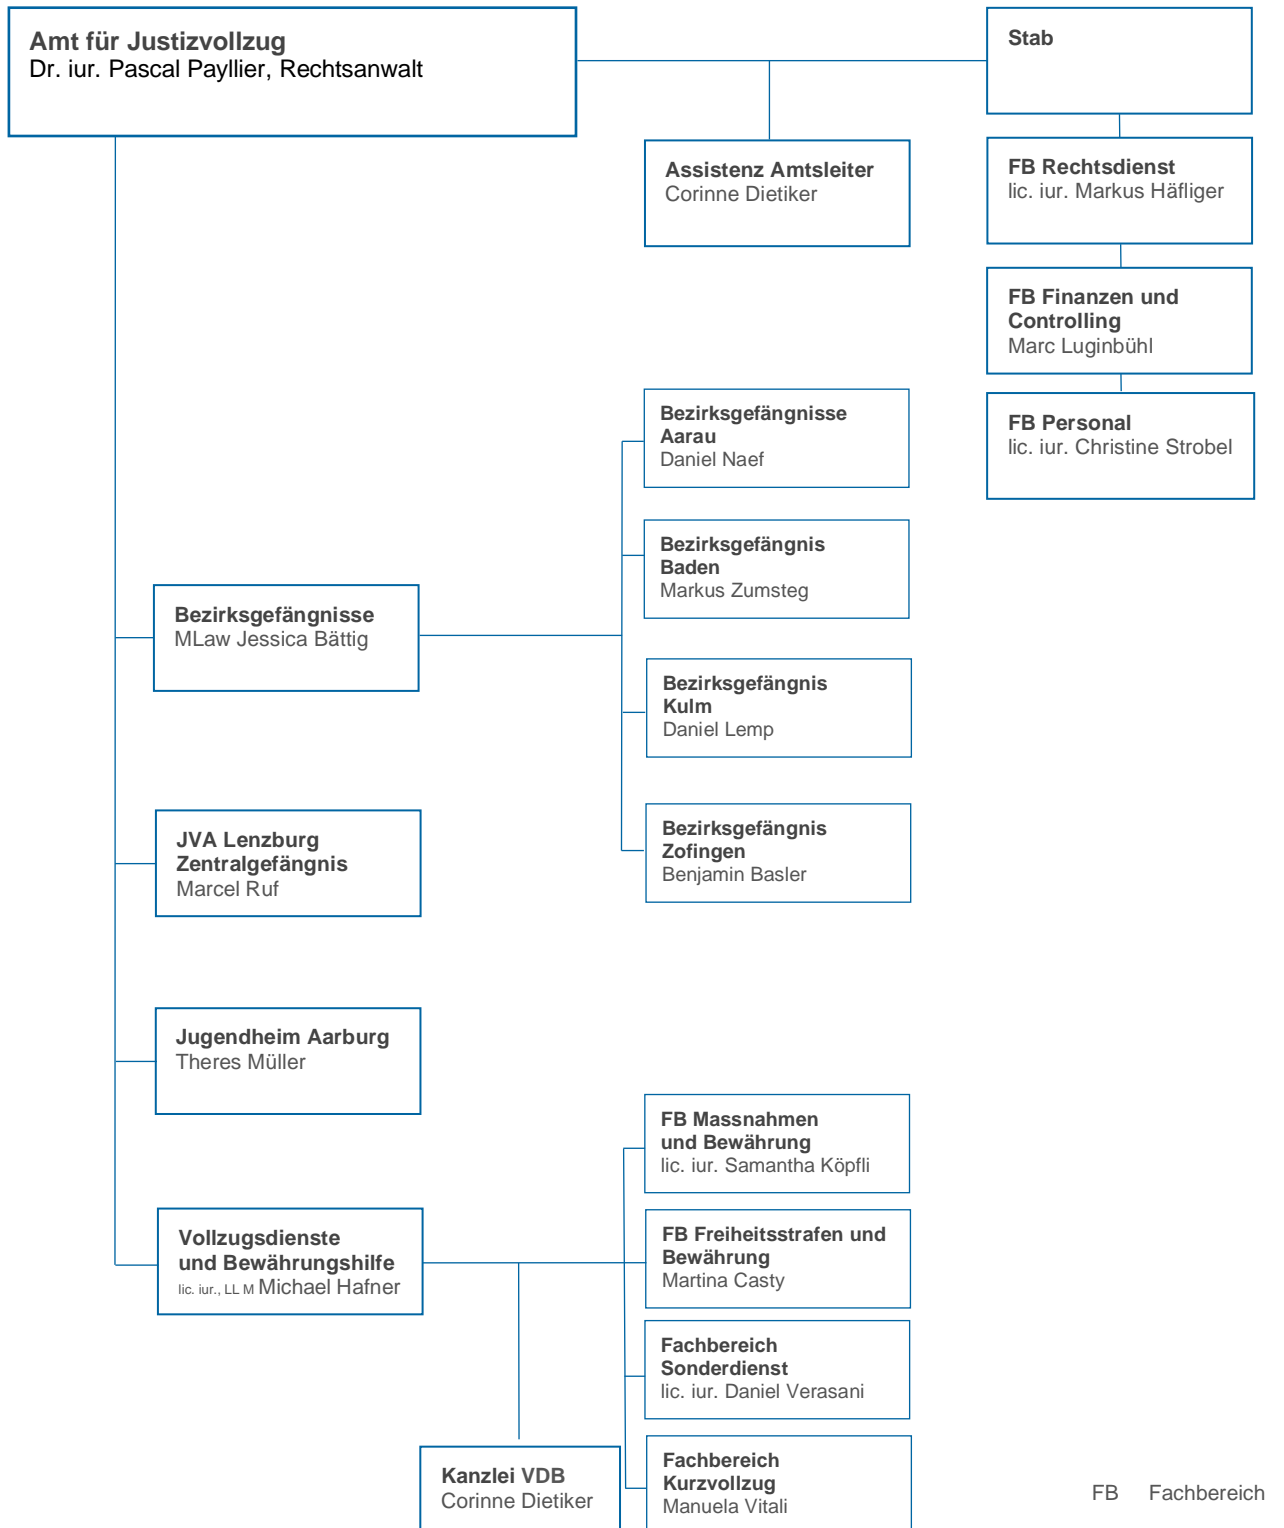 Amt für Justizvollzug
Dr. iur. Pascal Payllier, Rechtsanwalt
Stab
Assistenz Amtsleiter
Corinne Dietiker
FB Rechtsdienst
lic. iur. Markus Häfliger
FB Finanzen und
Controlling
Marc Luginbühl
FB Personal
lic. iur. Christine Strobel
Bezirksgefängnisse
Aarau
Daniel Naef
Bezirksgefängnis
Baden
Markus Zumsteg
Bezirksgefängnisse
MLaw Jessica Bättig
Bezirksgefängnis
Kulm
Daniel Lemp
Bezirksgefängnis
Zofingen
Benjamin Basler
JVA Lenzburg
Zentralgefängnis
Marcel Ruf
Jugendheim Aarburg
Theres Müller
FB Massnahmen
und Bewährung
lic. iur. Samantha Köpfli
Vollzugsdienste
und Bewährungshilfe
lic. iur., LL M Michael Hafner
FB Freiheitsstrafen und
Bewährung
Martina Casty
Fachbereich
Sonderdienst
lic. iur. Daniel Verasani
Kanzlei VDB
Corinne Dietiker
Fachbereich
Kurzvollzug
Manuela Vitali
FB Fachbereich